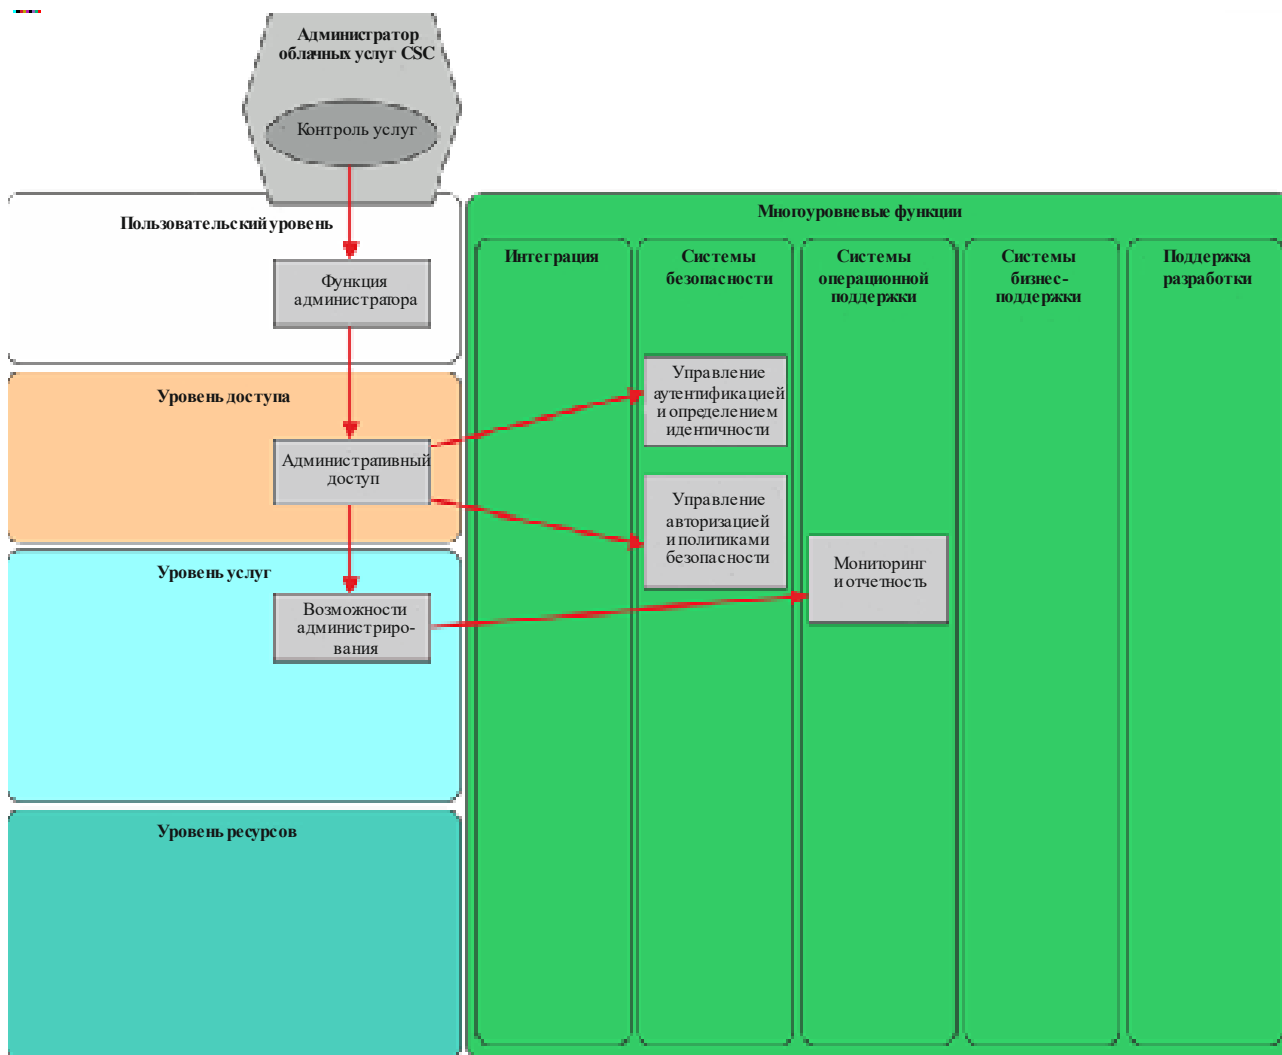 Администратор
облачных услуг CSC
Контроль услуг
Пользовательский уровень
Функция
администратора
Уровень доступа
Административный
доступ
Уровень услуг
Возможности
администриро-
вания
Уровень ресурсов
Многоуровневые функции
Интеграция
Системы
безопасности
Управление
аутентификацией
и определением
идентичности
Управление
авторизацией
и политиками
безопасности
Системы
операционной
поддержки
Мониторинг
и отчетность
Системы
бизнес-
поддержки
Поддержка
разработки